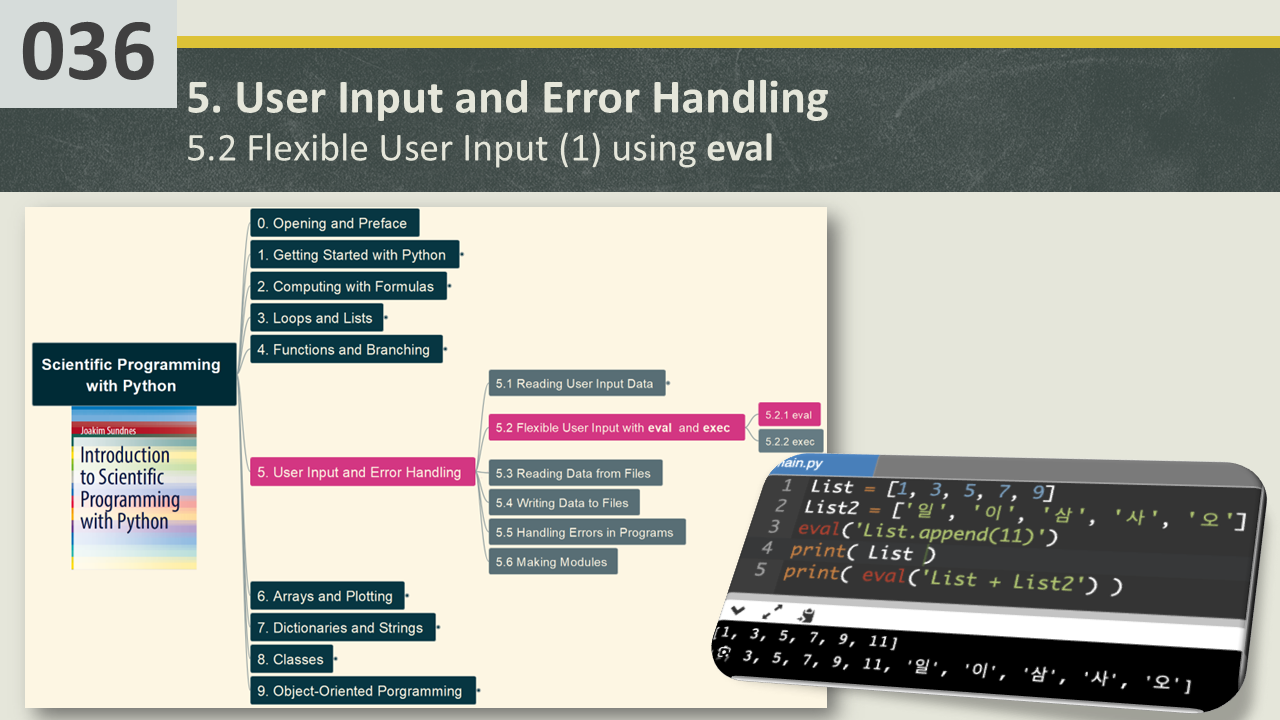 036
5. User Input and Error Handling
5.2 Flexible User Input (1) using eval
0. Opening and Preface
1. Getting Started with Python
2. Computing with Formulas
3. Loops and Lists
4. Functions and Branching
Scientific Programming
with Python
Joakim Sundnes
Introduction
to Scientific
Programming
with Python
5. User Input and Error Handling
5.1 Reading User Input Data
5.2 Flexible User Input with eval and exec
5.2.1 eval
5.2.2 exec
5.3 Reading Data from Files
5.4 Writing Data to Files
5.5 Handling Errors in Programs
5.6 Making Modules
6. Arrays and Plotting
7. Dictionaries and Strings
8. Classes
9. Object-Oriented Porgramming
main.py
1 List = [1, 3, 5, 7, 9]
2 List2 = ['일', '이', '삼', '사', '오']
3 eval('List.append(11)')
4 print( List )
5 print( eval('List + List2') )
[1, 3, 5, 7, 9, 11]
3, 5, 7, 9, 11, '일', '이', '삼', '사', '오']